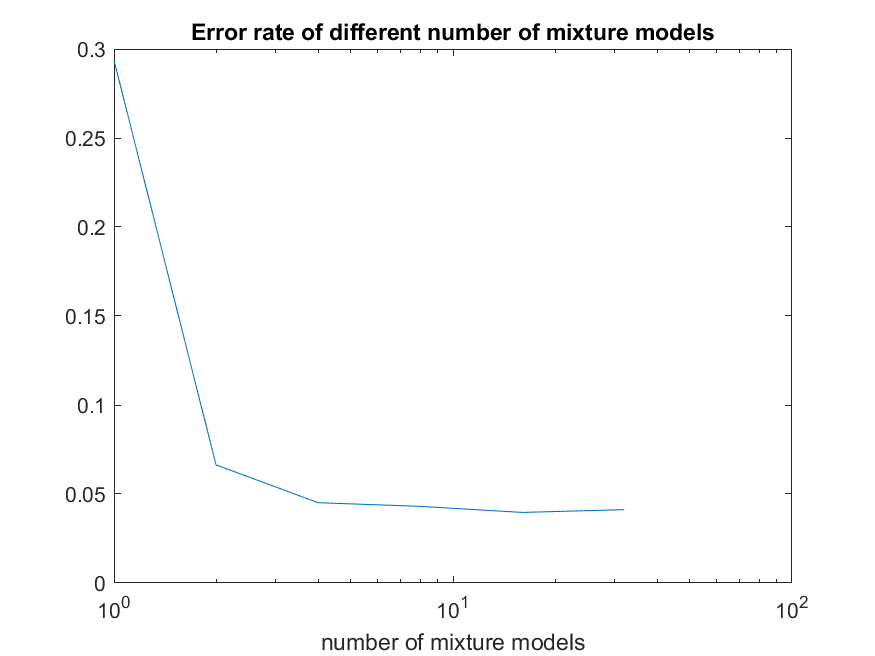 Error rate of different number of mixture models
0.3
0.25
0.2
0.15
0.1
0.05
0
10^0 10^1 10^2
number of mixture models